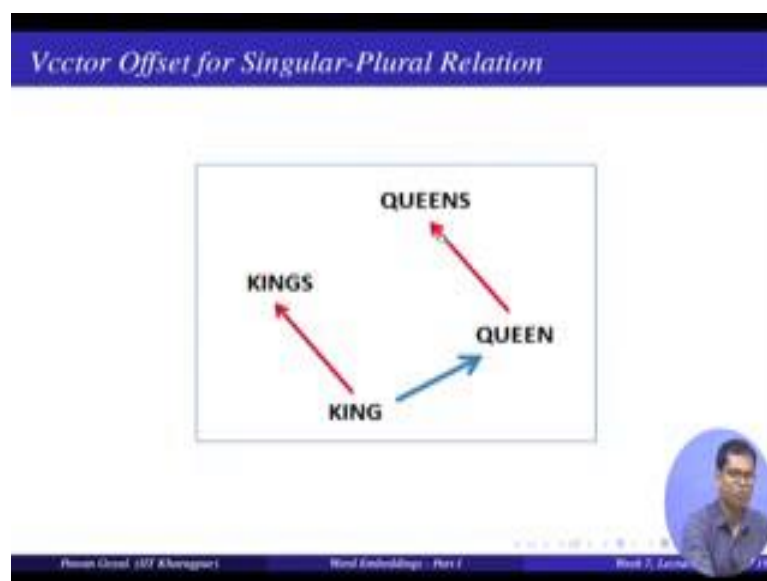 Vector Offset for Singular-Plural Relation
QUEENS
KINGS
QUEEN
KING
Pawan Goyal (IIT Kharagpur)
Word Embeddings - Part I
Week 7,